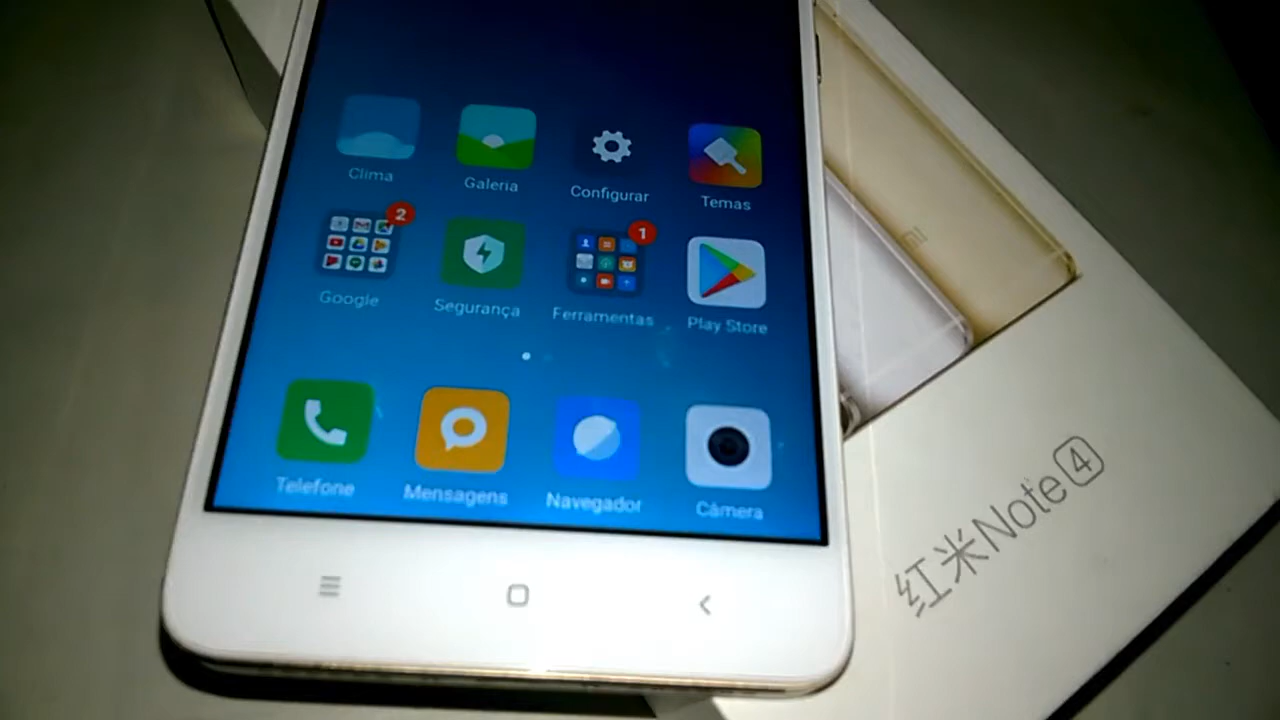 Clima
Galeria
Configurar
Temas
2
1
Google
Segurança
Ferramentas
Play Store
Telefone
Mensagens
Navegador
Câmera
mi
红米Note 4